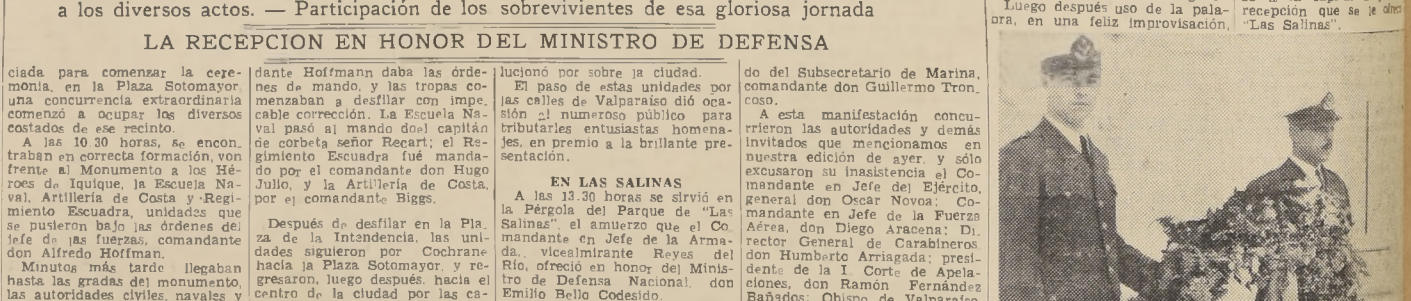 a los diversos actos. — Participación de los sobrevivientes de esa gloriosa jornada
LA RECEPCION EN HONOR DEL MINISTRO DE DEFENSA
ciada para comenzar la cere-
monia, en la Plaza Sotomayor,
una concurrencia extraordinaria
comenzó a ocupar los diversos
costados de ese recinto.
A las 10.30 horas, se encon.
traban en correcta formación, von
frente al Monumento a los Hé-
roes de Iquique, la Escuela Na-
val, Artillería de Costa y Regi-
miento Escuadra, unidades que
se pusieron bajo las órdenes del
jefe de las fuerzas, comandante
don Alfredo Hoffman.
Minutos más tarde llegaban
hasta las gradas del monumento,
las autoridades civiles, navales y
dante Hoffmann daba las órde-
nes de mando, y las tropas co-
menzaban a desfilar con impe.
cable corrección. La Escuela Na-
val pasó al mando doel capitán
de corbeta señor Recart; el Re-
gimiento Escuadra fué manda-
do por el comandante don Hugo
Julio, y la Artillería de Costa,
por el comandante Biggs.
Después de desfilar en la Pla.
za de la Intendencia, las uni-
dades siguieron por Cochrane
hacia la Plaza Sotomayor, y re-
gresaron, luego después, hacia el
centro de la ciudad por las ca-
lucionó por sobre la ciudad.
El paso de estas unidades por
las calles de Valparaíso dió oca-
sión al numeroso público para
tributarles entusiastas homena-
jes, en premio a la brillante pre-
sentación.
EN LAS SALINAS
A las 13.30 horas se sirvió en
la Pérgola del Parque de "Las
Salinas", el amuerzo que el Co
mandante en Jefe de la Arma-
da, vicealmirante Reyes del
Río, ofreció en honor del Minis-
tro de Defensa Nacional, don
Emilio Bello Codesido.
do del Subsecretario de Marina,
comandante don Guillermo Tron_
coso.
A esta manifestación concu-
rrieron las autoridades y demás
invitados que mencionamos en
nuestra edición de ayer, y sólo
excusaron su inasistencia el Co-
mandante en Jefe del Ejército,
general don Oscar Novoa; Co-
mandante en Jefe de la Fuerza
Aérea, don Diego Aracena; Di.
rector General de Carabineros
don Humberto Arriagada; presi-
dente de la I. Corte de Apela-
ciones, don Ramón Fernández
Bañados; Obispo de Valparaíso,
Luego después uso de la pala-
bra, en una feliz improvisación,
recepción que se le
"Las Salinas".